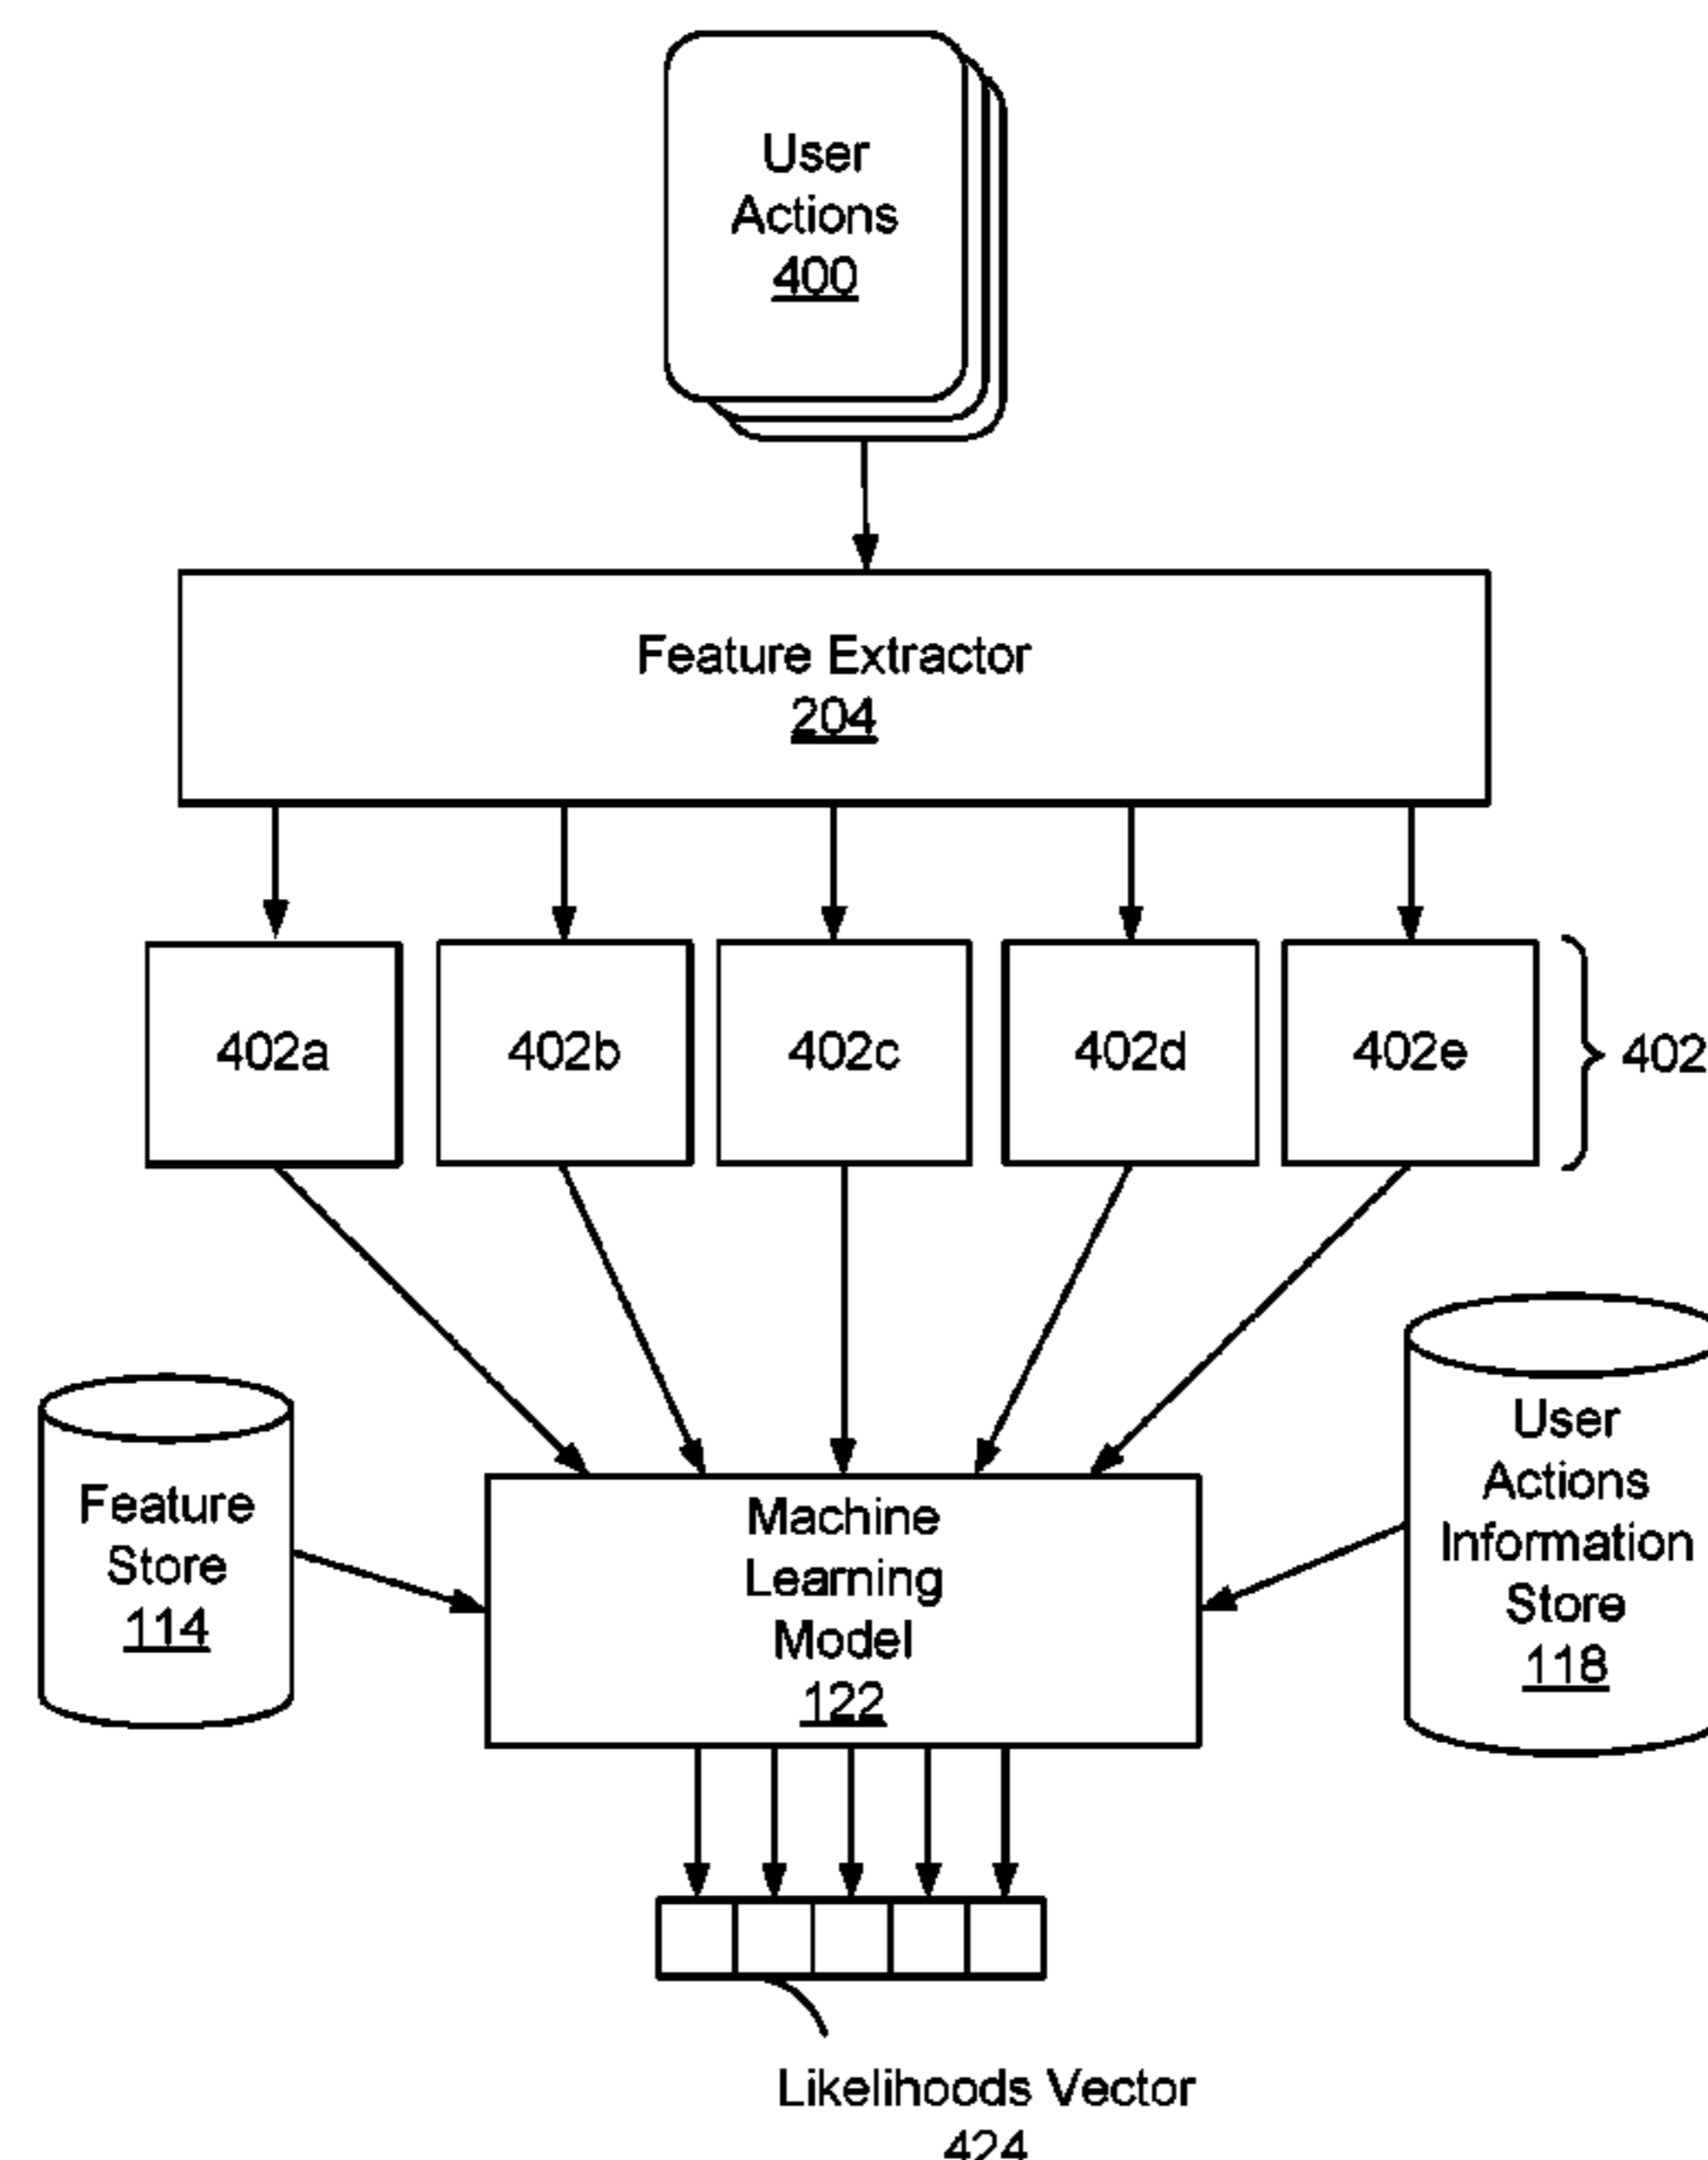 User
Actions
400
Feature Extractor
204
402a
402b
402c
402d
402e
402
Feature
Store
114
Machine
Learning
Model
122
User
Actions
Information
Store
118
Likelihoods Vector
424